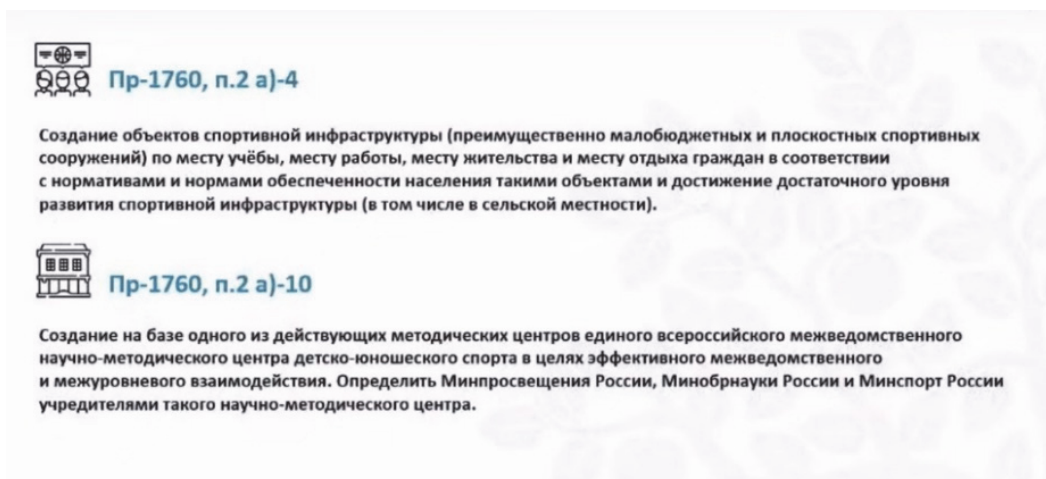 Пр-1760, п.2 а)-4
Создание объектов спортивной инфраструктуры (преимущественно малобюджетных и плоскостных спортивных
сооружений) по месту учёбы, месту работы, месту жительства и месту отдыха граждан в соответствии
с нормативами и нормами обеспеченности населения такими объектами и достижение достаточного уровня
развития спортивной инфраструктуры (в том числе в сельской местности).
Пр-1760, п.2 а)-10
Создание на базе одного из действующих методических центров единого всероссийского межведомственного
научно-методического центра детско-юношеского спорта в целях эффективного межведомственного
и межуровневого взаимодействия. Определить Минпросвещения России, Минобрнауки России и Минспорт России
учредителями такого научно-методического центра.